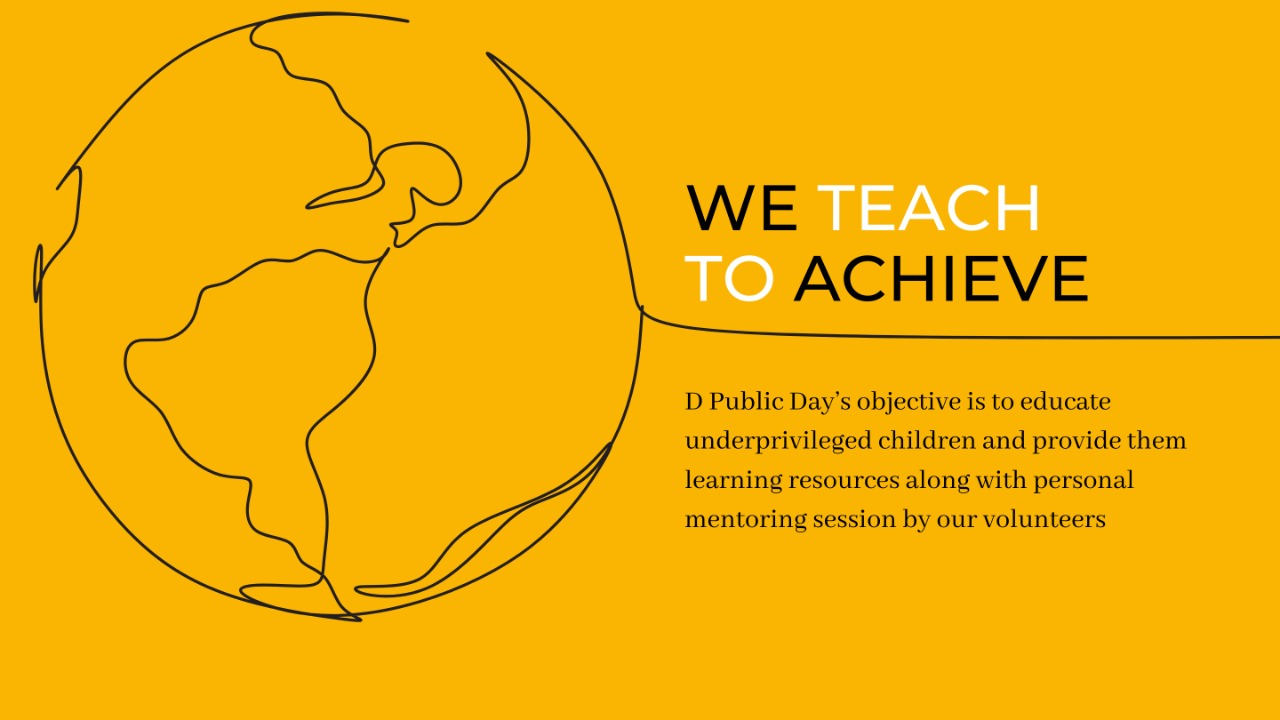 WE TEACH
TO ACHIEVE
D Public Day’s objective is to educate
underprivileged children and provide them
learning resources along with personal
mentoring session by our volunteers